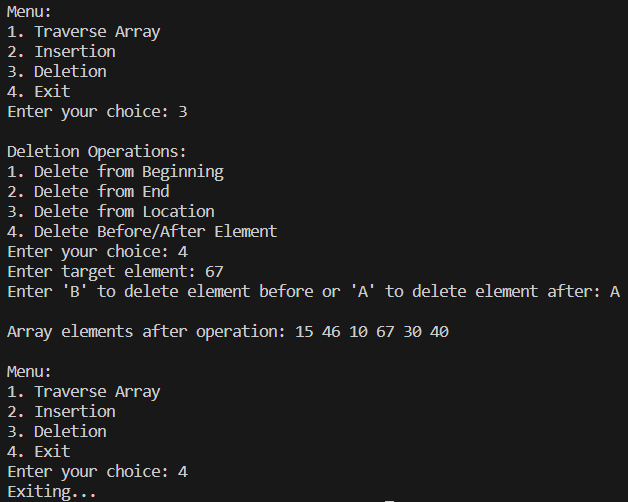 Menu:
1. Traverse Array
2. Insertion
3. Deletion
4. Exit
Enter your choice: 3
Deletion Operations:
1. Delete from Beginning
2. Delete from End
3. Delete from Location
4. Delete Before/After Element
Enter your choice: 4
Enter target element: 67
Enter 'B' to delete element before or 'A' to delete element after: A
Array elements after operation: 15 46 10 67 30 40
Menu:
1. Traverse Array
2. Insertion
3. Deletion
4. Exit
Enter your choice: 4
Exiting...